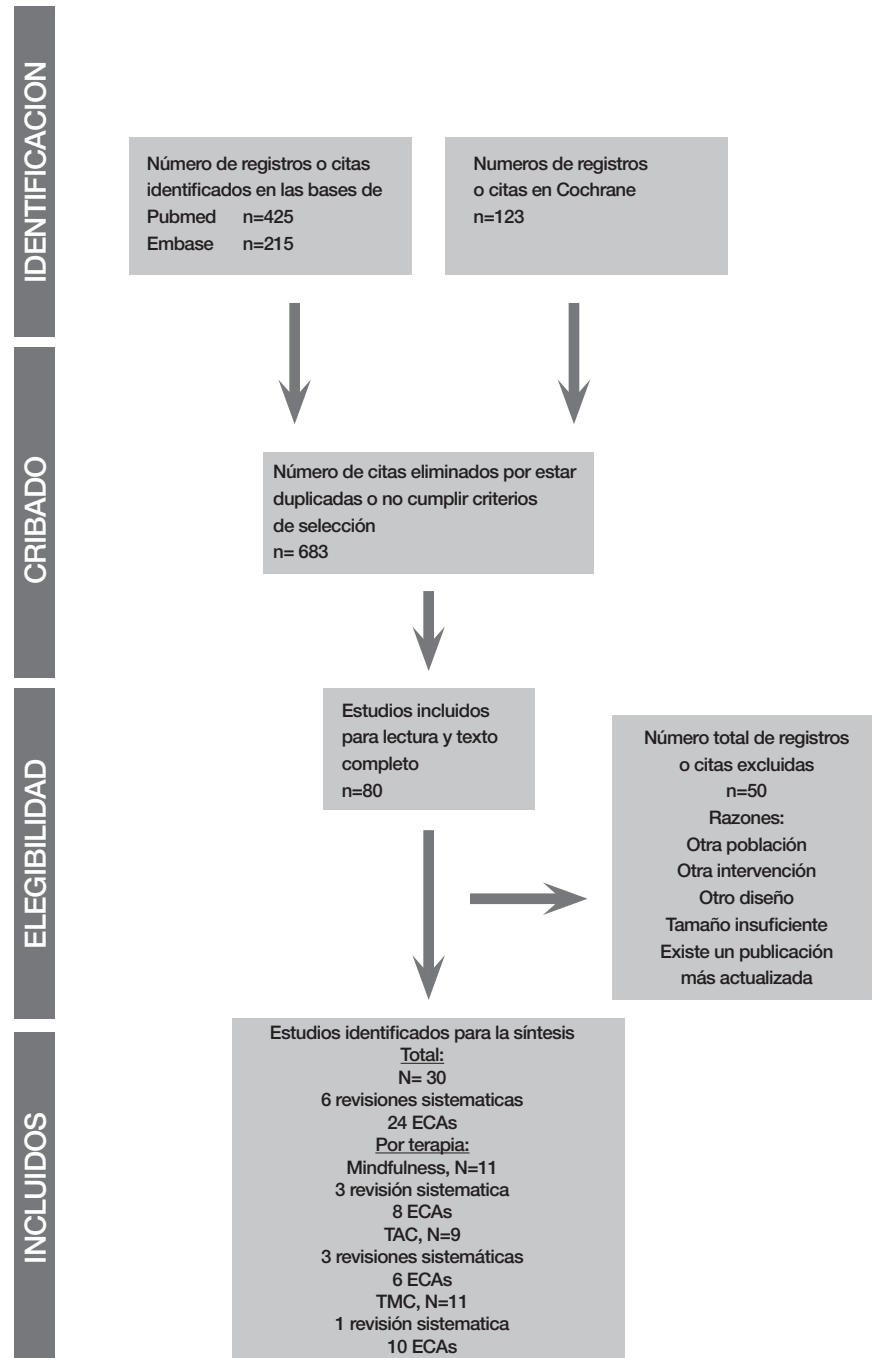 IDENTIFICACION
Número de registros o citas
identificados en las bases de
Pubmed n=425
Embase n=215
Numeros de registros
o citas en Cochrane
n=123
CRIBADO
Número de citas eliminados por estar
duplicadas o no cumplir criterios
de selección
n= 683
ELEGIBILIDAD
Estudios incluidos
para lectura y texto
completo
n=80
Número total de registros
o citas excluidas
n=50
Razones:
Otra población
Otra intervención
Otro diseño
Tamaño insuficiente
Existe un publicación
más actualizada
INCLUIDOS
Estudios identificados para la síntesis
Total:
N= 30
6 revisiones sistematicas
24 ECAs
Por terapia:
Mindfulness, N=11
3 revisión sistematica
8 ECAs
TAC, N=9
3 revisiones sistemáticas
6 ECAs
TMC, N=11
1 revisión sistematica
10 ECAs